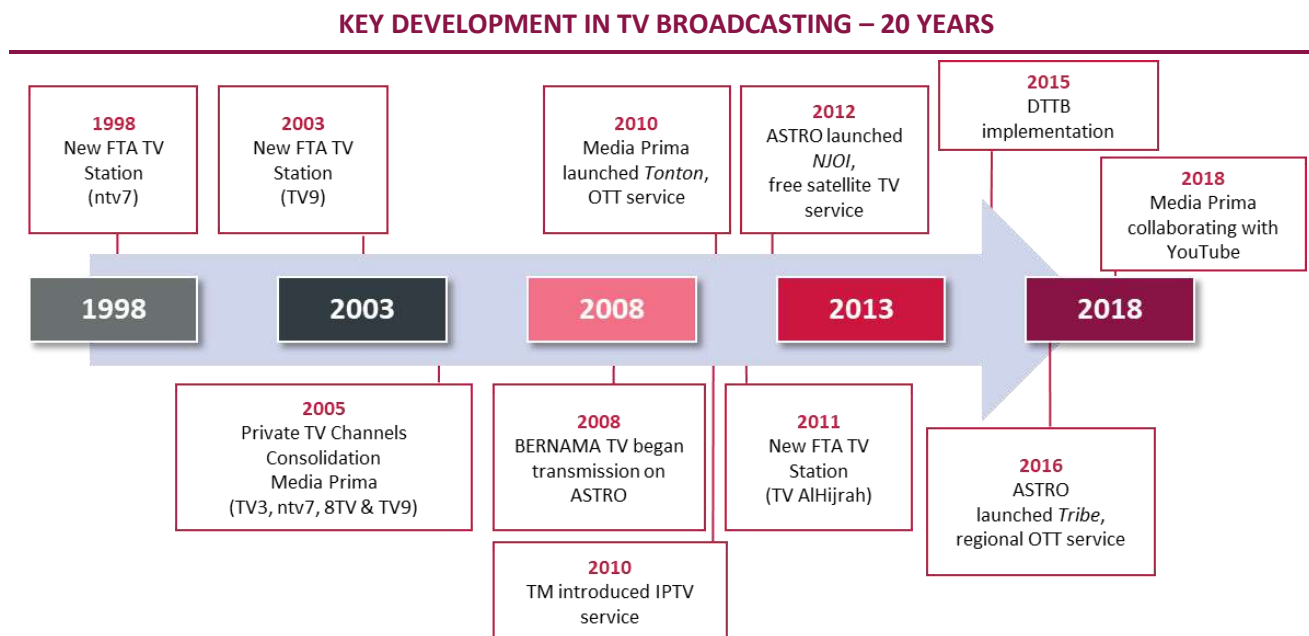 KEY DEVELOPMENT IN TV BROADCASTING – 20 YEARS
1998
New FTA TV
Station
(ntv7)
2003
New FTA TV
Station
(TV9)
2010
Media Prima
launched Tonton,
OTT service
2012
ASTRO launched
NJOI,
free satellite TV
service
2015
DTTB
implementation
2018
Media Prima
collaborating with
YouTube
1998
2003
2008
2013
2018
2005
Private TV Channels
Consolidation
Media Prima
(TV3, ntv7, 8TV & TV9)
2008
BERNAMA TV began
transmission on
ASTRO
2010
TM introduced IPTV
service
2011
New FTA TV
Station
(TV AlHijrah)
2016
ASTRO
launched Tribe,
regional OTT service